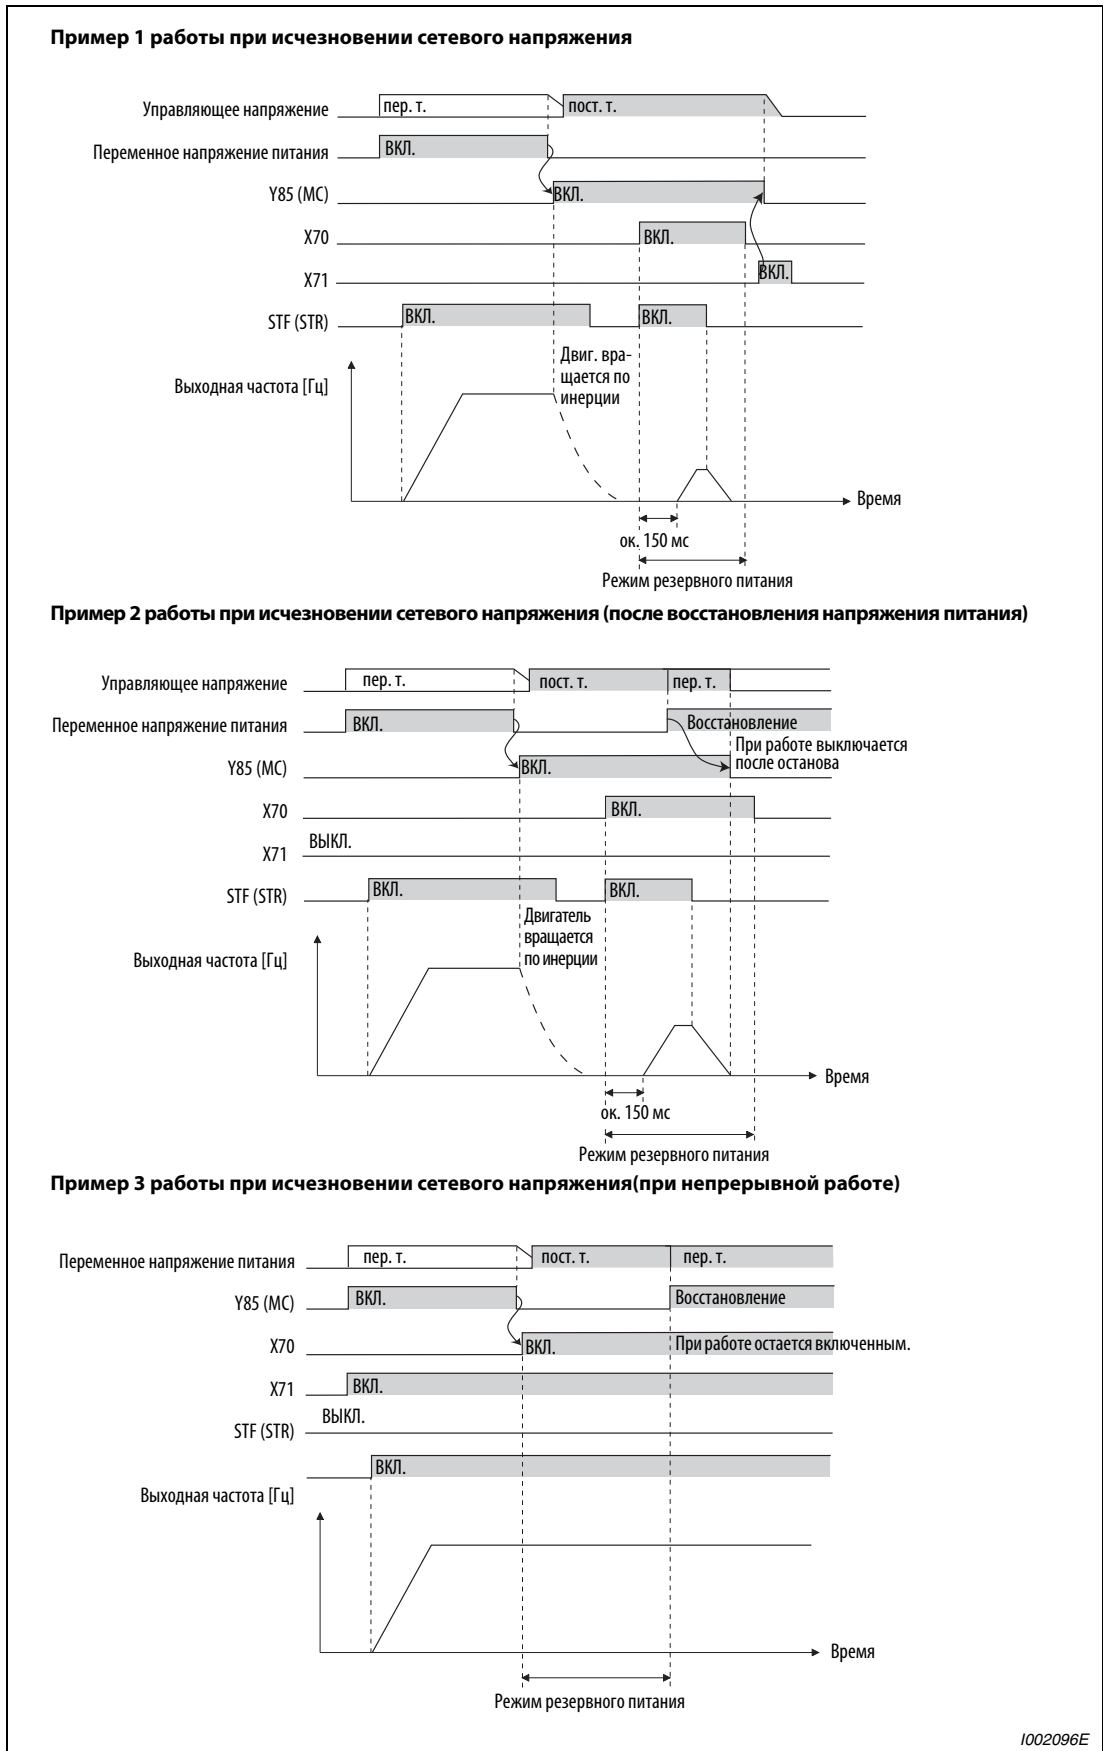 Пример 1 работы при исчезновении сетевого напряжения
Управляющее напряжение
пер. т.
пост. т.
Переменное напряжение питания
ВКЛ.
Y85 (MC)
ВКЛ.
X70
ВКЛ.
X71
ВКЛ.
STF (STR)
ВКЛ.
ВКЛ.
Двиг. вра-
щается по
инерции
Выходная частота [Гц]
Время
ок. 150 мс
Режим резервного питания
Пример 2 работы при исчезновении сетевого напряжения (после восстановления напряжения питания)
Управляющее напряжение
пер. т.
пост. т.
пер. т.
Переменное напряжение питания
ВКЛ.
Восстановление
При работе выключается
после останова
Y85 (MC)
ВКЛ.
X70
ВКЛ.
X71
ВЫКЛ.
STF (STR)
ВКЛ.
ВКЛ.
Двигатель
вращается
по инерции
Выходная частота [Гц]
Время
ок. 150 мс
Режим резервного питания
Пример 3 работы при исчезновении сетевого напряжения(при непрерывной работе)
Переменное напряжение питания
пер. т.
пост. т.
пер. т.
Y85 (MC)
ВКЛ.
Восстановление
X70
ВКЛ.
При работе остается включенным.
X71
ВКЛ.
STF (STR)
ВЫКЛ.
ВКЛ.
Выходная частота [Гц]
Время
Режим резервного питания
I002096E